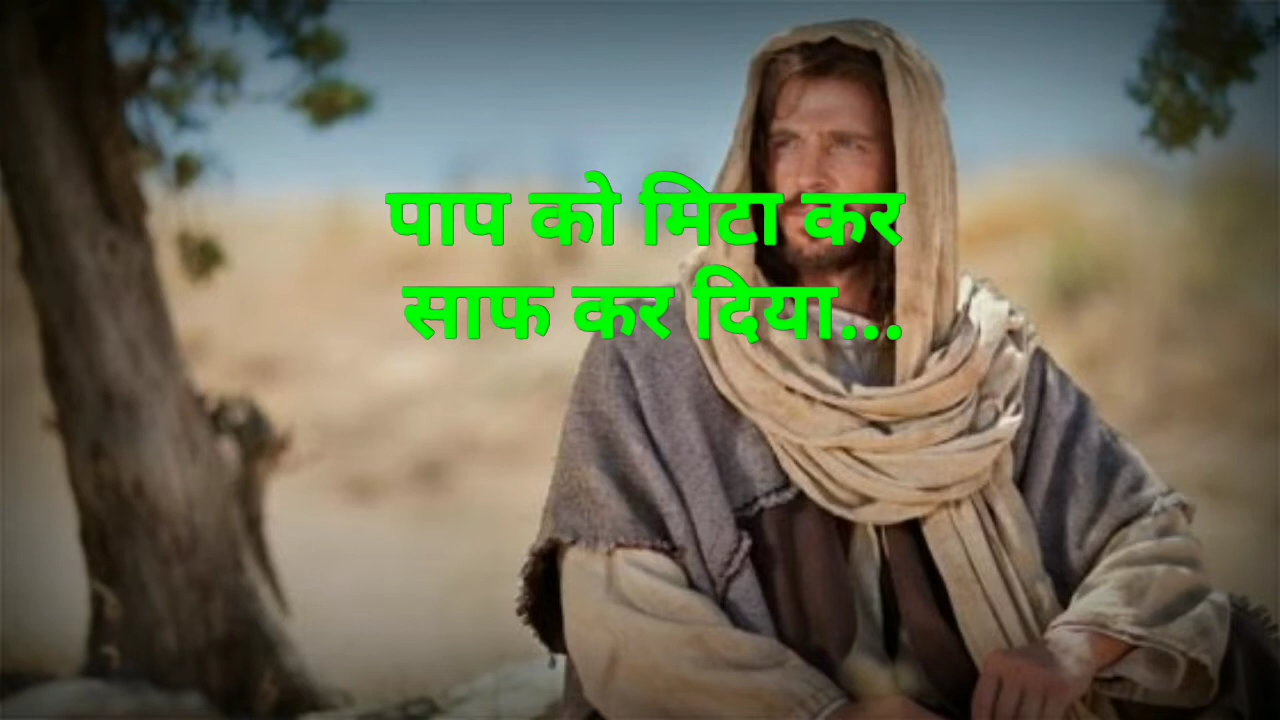 पाप को मिटा कर
साफ कर दिया...